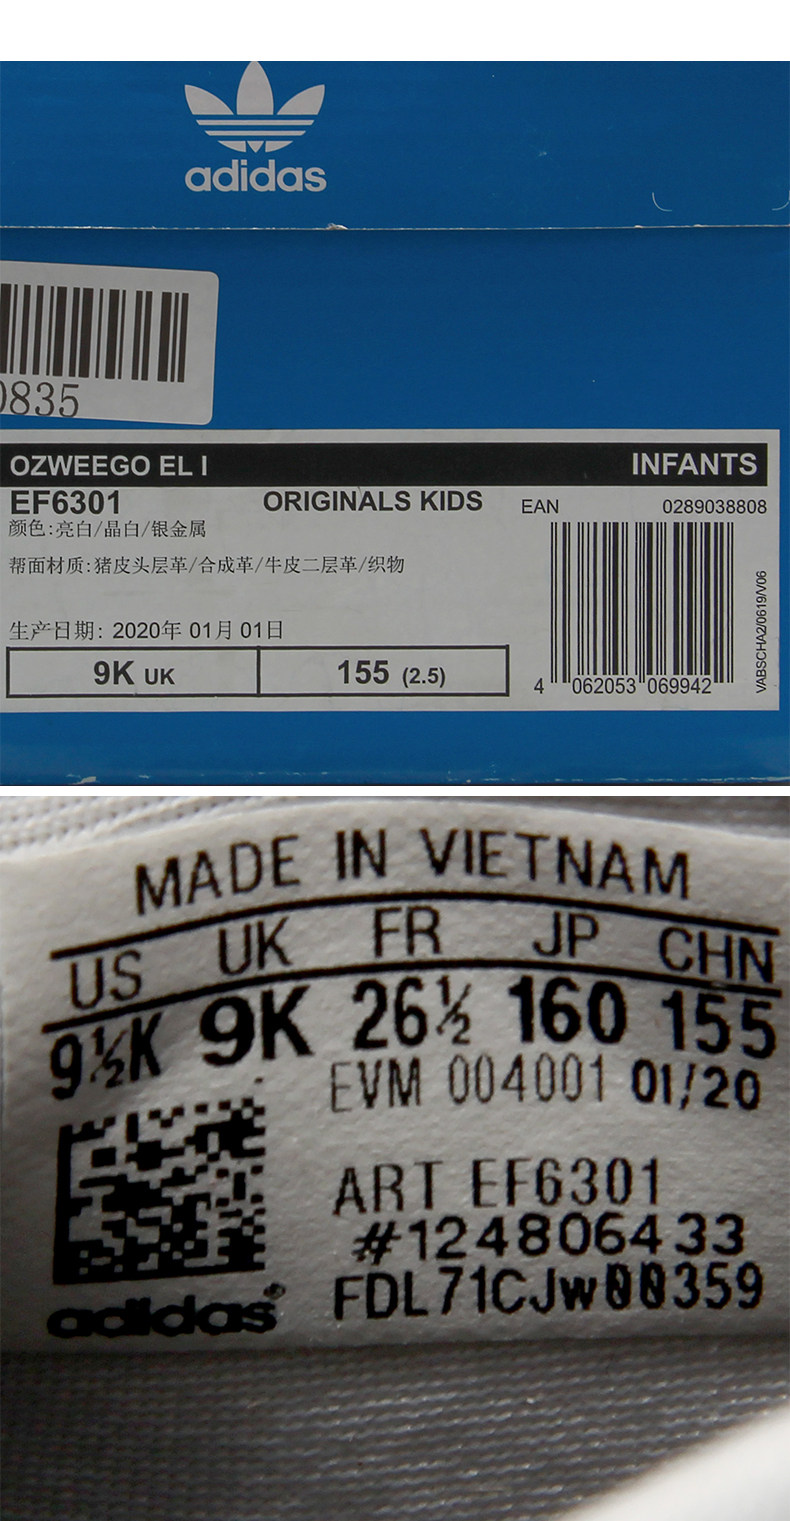 adidas
0835
OZWEEGO EL I INFANTS
EF6301 ORIGINALS KIDS EAN 0289038808
颜色:亮白/晶白/银金属
帮面材质:猪皮头层革/合成革/牛皮二层革/织物
生产日期: 2020年 01月 01日
9K UK 155 (2.5)
4 062053 069942
VABSCHA2/0619/V06
MADE IN VIETNAM
US UK FR JP CHN
9½K 9K 26½ 160 155
EVM 004001 01/20
ART EF6301
#124806433
FDL71CJw00359
adidas®